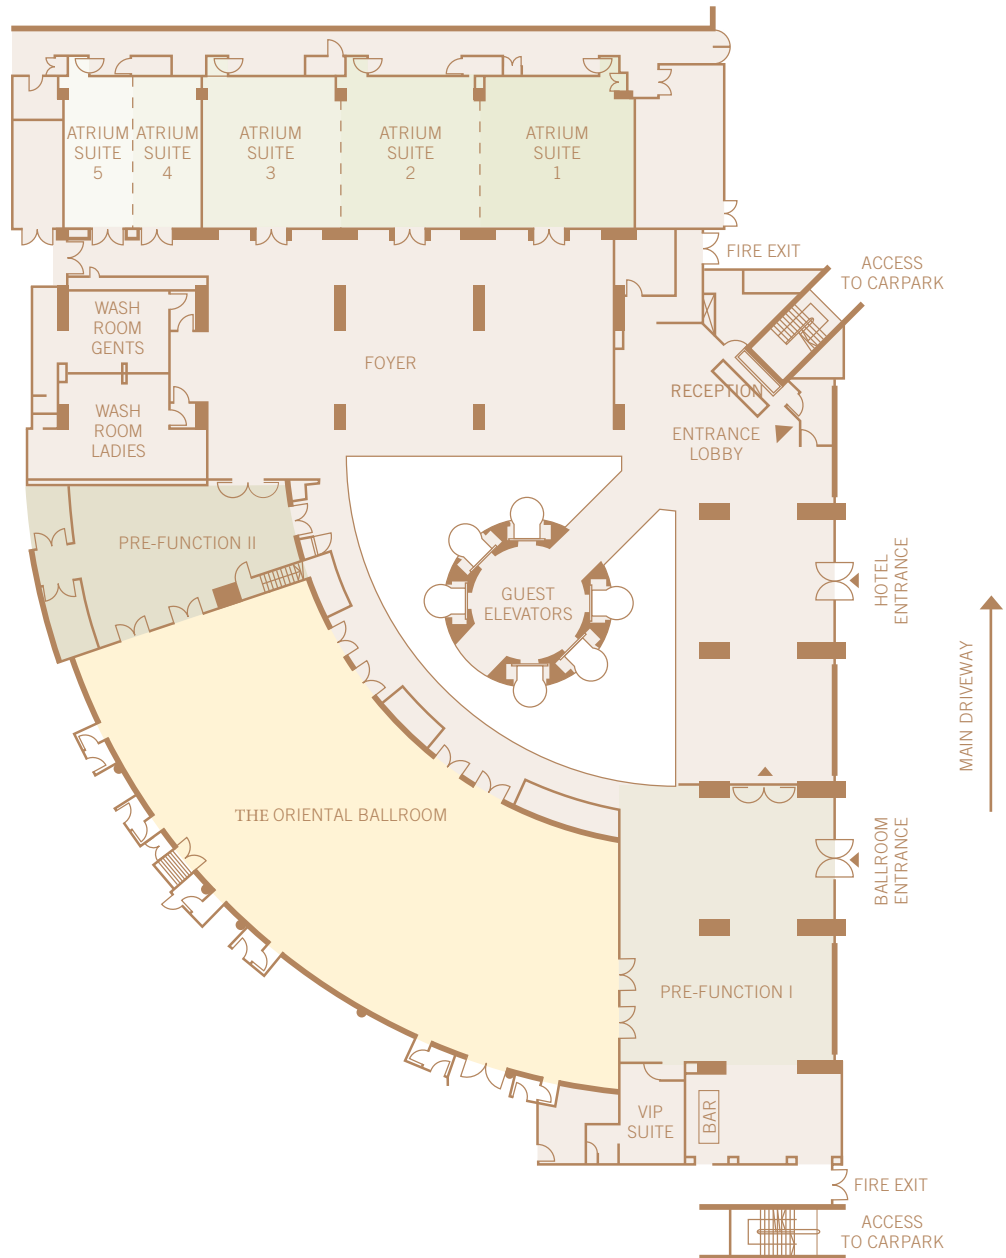 ATRIUM
SUITE
5
ATRIUM
SUITE
4
ATRIUM
SUITE
3
ATRIUM
SUITE
2
ATRIUM
SUITE
1
FIRE EXIT
ACCESS
TO CARPARK
WASH
ROOM
GENTS
FOYER
RECEPTION
WASH
ROOM
LADIES
ENTRANCE
LOBBY
PRE-FUNCTION II
GUEST
ELEVATORS
HOTEL
ENTRANCE
MAIN DRIVEWAY
THE ORIENTAL BALLROOM
BALLROOM
ENTRANCE
PRE-FUNCTION I
VIP
SUITE
BAR
FIRE EXIT
ACCESS
TO CARPARK